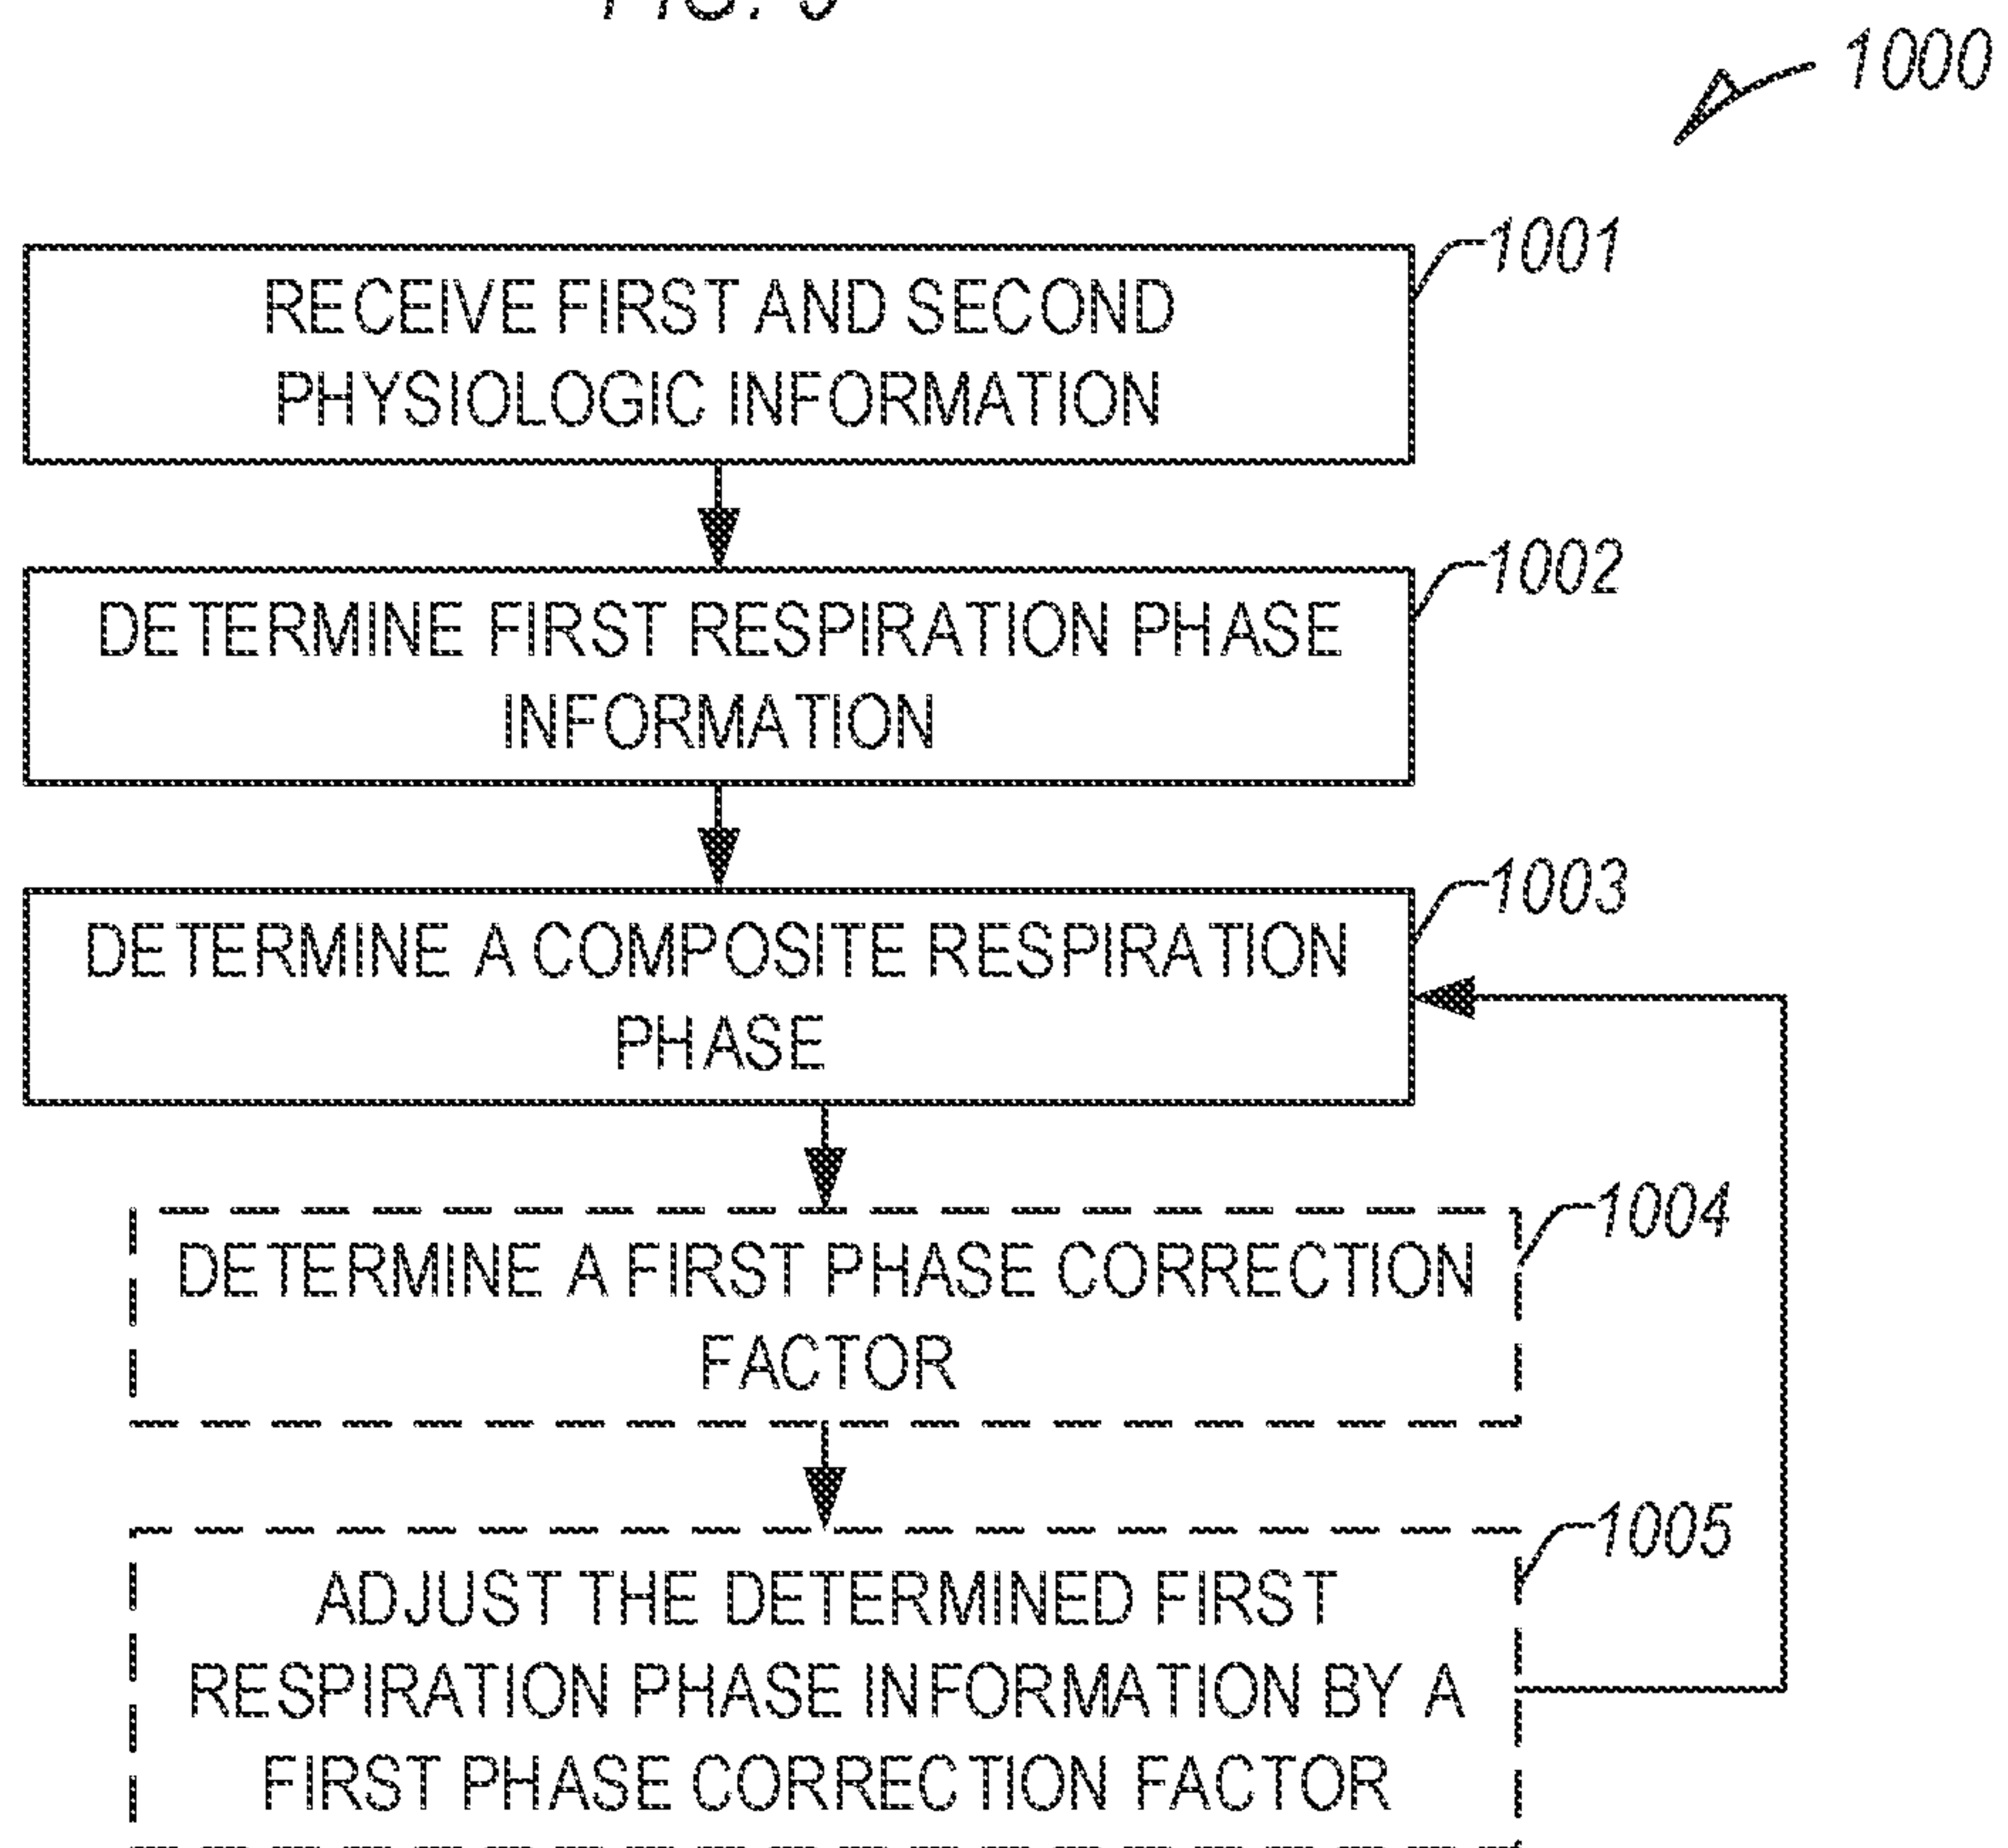 FIG. 9
1000
1001
RECEIVE FIRST AND SECOND
PHYSIOLOGIC INFORMATION
1002
DETERMINE FIRST RESPIRATION PHASE
INFORMATION
1003
DETERMINE A COMPOSITE RESPIRATION
PHASE
1004
DETERMINE A FIRST PHASE CORRECTION
FACTOR
1005
ADJUST THE DETERMINED FIRST
RESPIRATION PHASE INFORMATION BY A
FIRST PHASE CORRECTION FACTOR